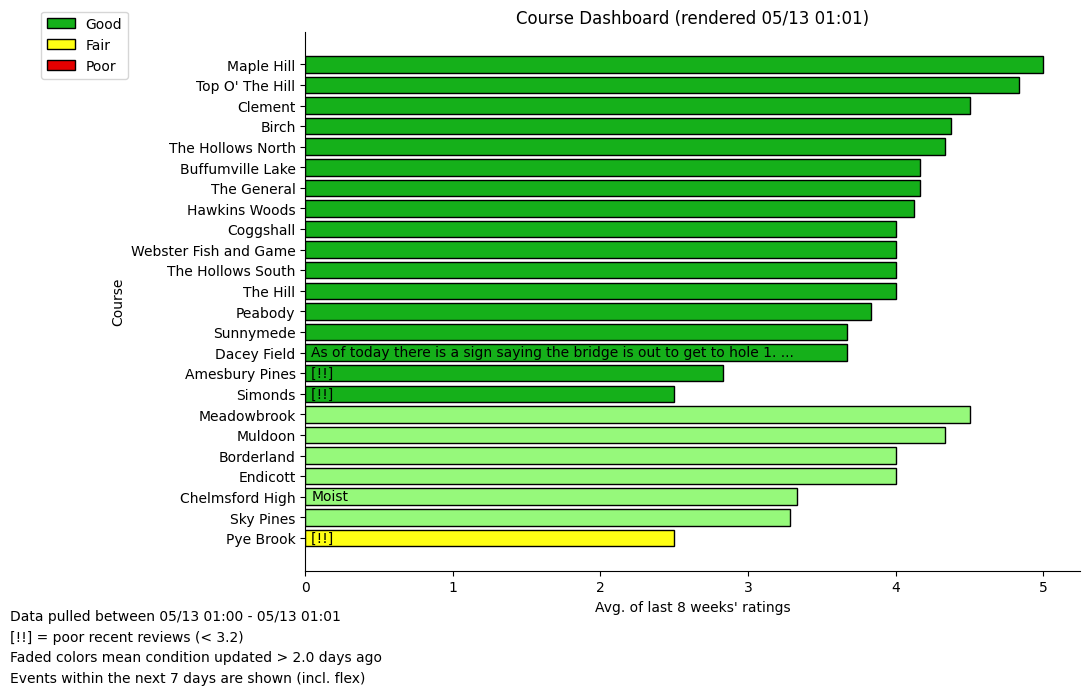 Good
Fair
Poor
Course Dashboard (rendered 05/13 01:01)
Course
Maple Hill
Top O' The Hill
Clement
Birch
The Hollows North
Buffumville Lake
The General
Hawkins Woods
Coggshall
Webster Fish and Game
The Hollows South
The Hill
Peabody
Sunnymede
Dacey Field As of today there is a sign saying the bridge is out to get to hole 1. ...
Amesbury Pines [!!]
Simonds [!!]
Meadowbrook
Muldoon
Borderland
Endicott
Chelmsford High Moist
Sky Pines
Pye Brook [!!]
0 1 2 3 4 5
Avg. of last 8 weeks' ratings
Data pulled between 05/13 01:00 - 05/13 01:01
[!!] = poor recent reviews (< 3.2)
Faded colors mean condition updated > 2.0 days ago
Events within the next 7 days are shown (incl. flex)